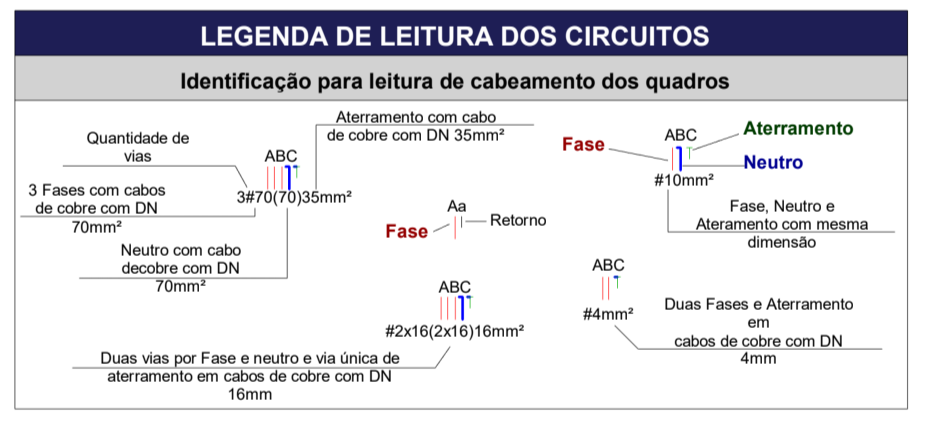 LEGENDA DE LEITURA DOS CIRCUITOS
Identificação para leitura de cabeamento dos quadros
Quantidade de
vias
ABC
3#70(70)35mm²
Aterramento com cabo
de cobre com DN 35mm²
3 Fases com cabos
de cobre com DN
70mm²
Neutro com cabo
decobre com DN
70mm²
Aa
Fase
Retorno
ABC
Fase
Aterramento
Neutro
#10mm²
Fase, Neutro e
Ateramento com mesma
dimensão
ABC
#2x16(2x16)16mm²
Duas vias por Fase e neutro e via única de
aterramento em cabos de cobre com DN
16mm
ABC
#4mm²
Duas Fases e Aterramento
em
cabos de cobre com DN
4mm